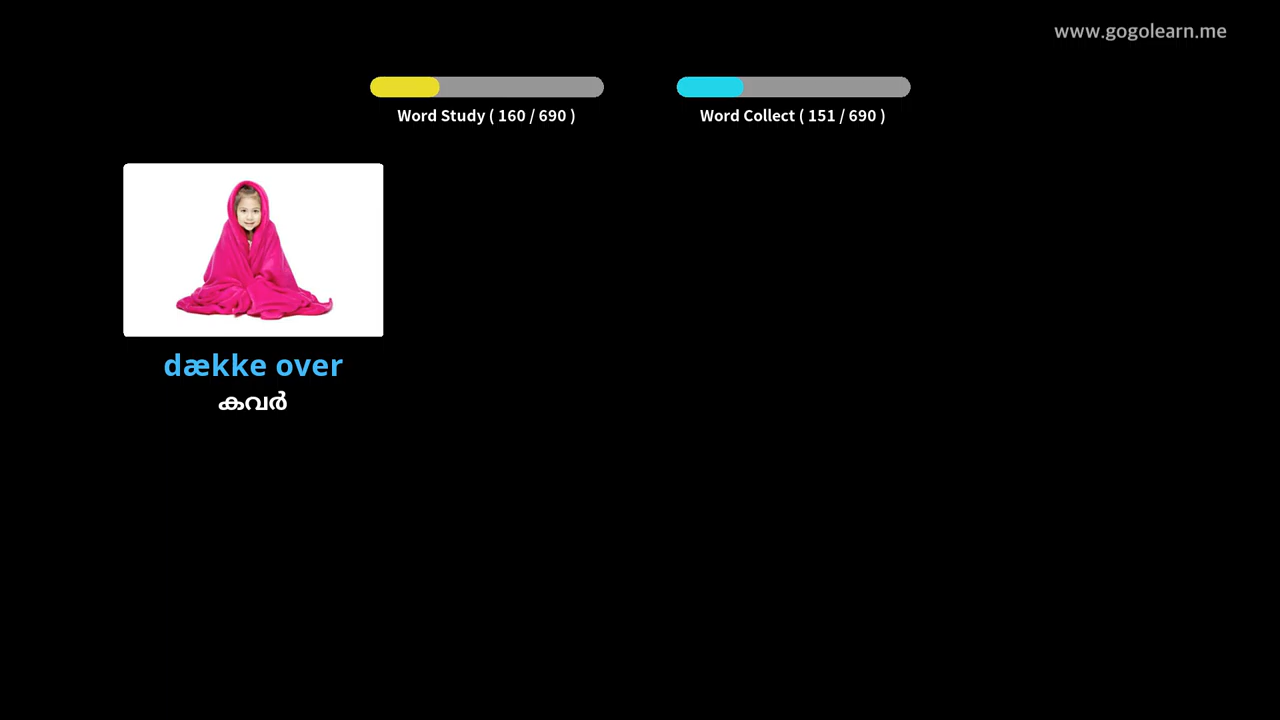 www.gogolearn.me
Word Study ( 160 / 690 )
Word Collect ( 151 / 690 )
dække over
കവർ